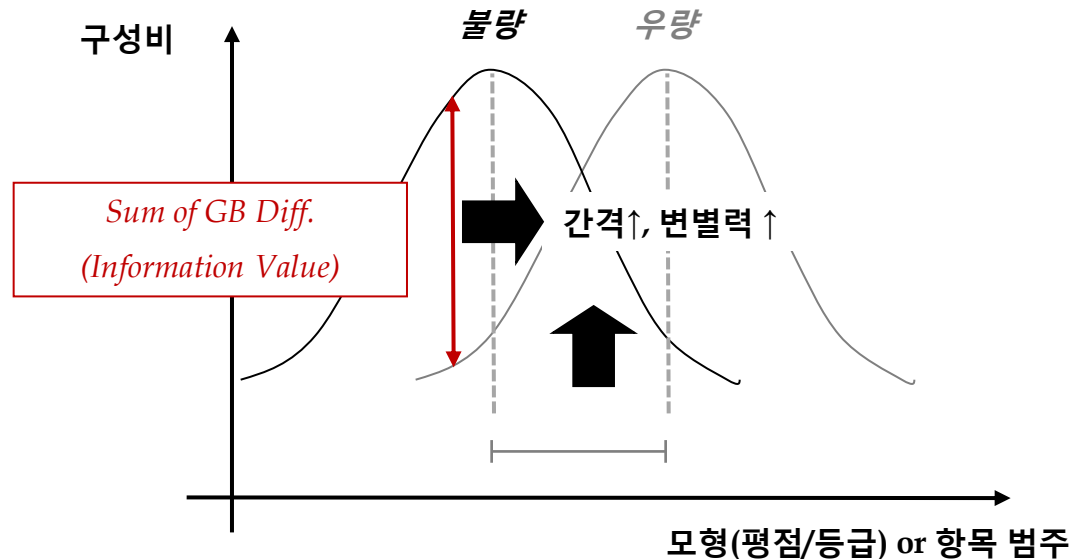 구성비
불량
우량
Sum of GB Diff.
(Information Value)
간격↑, 변별력 ↑
모형(평점/등급) or 항목 범주